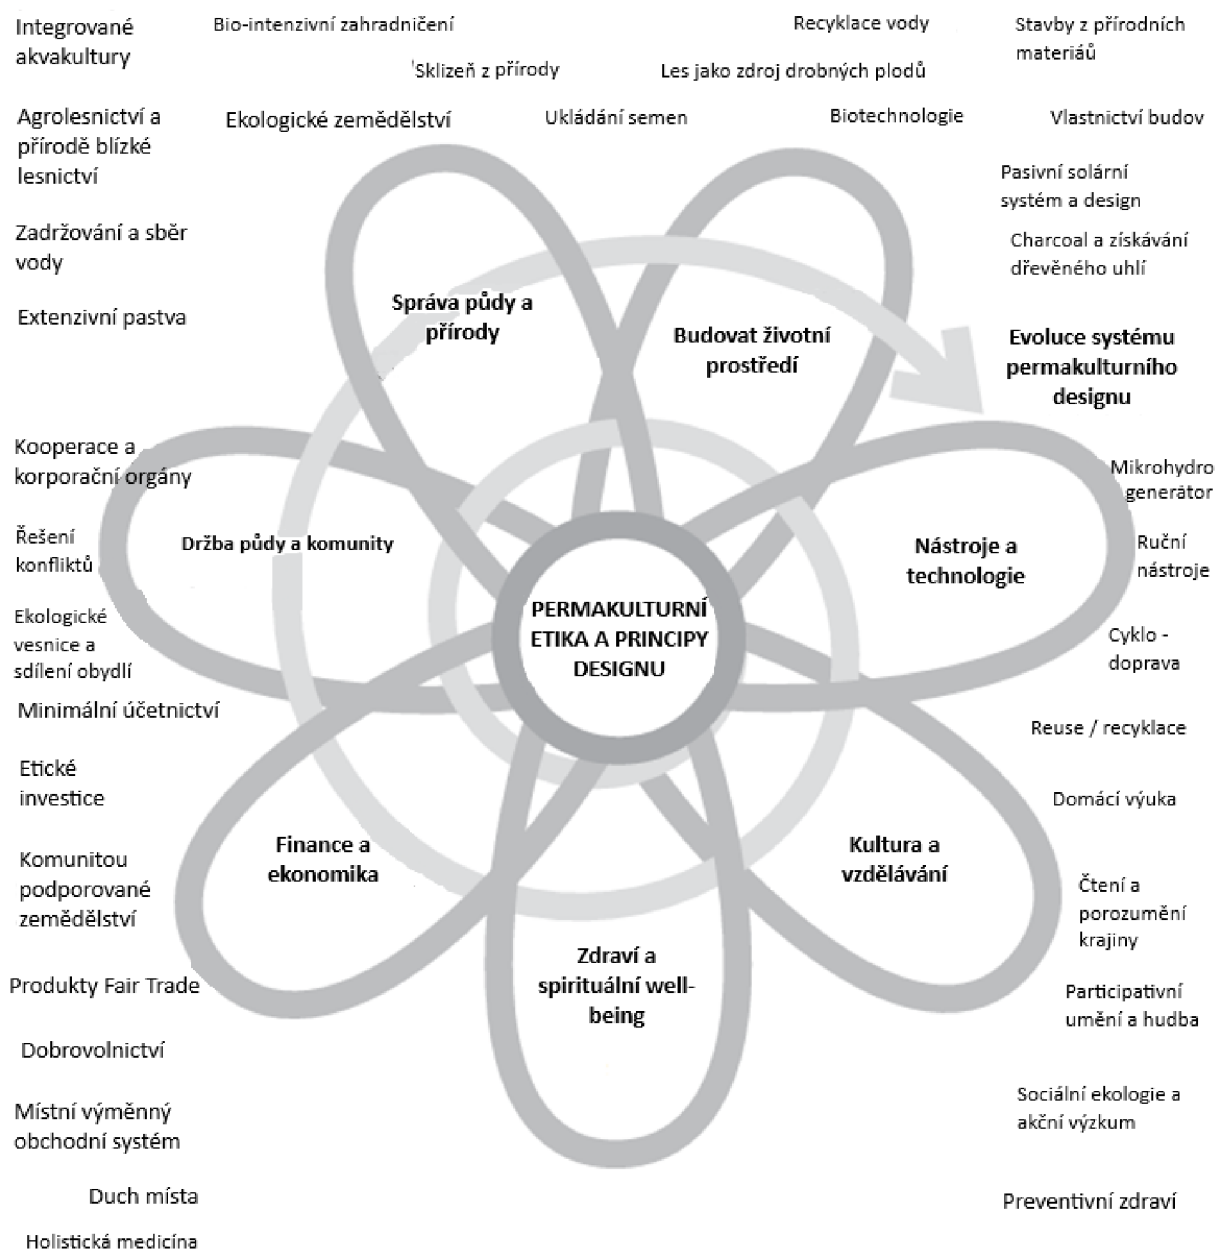 Integrované
akvakultury
Bio-intenzivní zahradničení
Recyklace vody
Stavby z přírodních
materiáů
'Sklizeň z přírody
Les jako zdroj drobných plodů
Agrolesnictví a
přírodě blízké
lesnictví
Ekologické zemědělství
Ukládání semen
Biotechnologie
Vlastnictví budov
Pasivní solární
systém a design
Zadržování a sběr
vody
Charcoal a získávání
dřevěného uhlí
Extenzivní pastva
Správa půdy a
přírody
Budovat životní
prostředí
Evoluce systému
permakulturního
designu
Kooperace a
korporační orgány
Mikrohydro
generátor
Řešení
konfliktů
Držba půdy a komunity
Nástroje a
technologie
Ruční
nástroje
PERMAKULTURNÍ
ETIKA A PRINCIPY
DESIGNU
Ekologické
vesnice a
sdílení obydlí
Cyklo -
doprava
Minimální účetnictví
Reuse / recyklace
Etické
investice
Domácí výuka
Finance a
ekonomika
Kultura a
vzdělávání
Komunitou
podporované
zemědělství
Čtení a
porozumění
krajiny
Zdraví a
spirituální well-
being
Produkty Fair Trade
Participativní
umění a hudba
Dobrovolnictví
Místní výměnný
obchodní systém
Sociální ekologie a
akční výzkum
Duch místa
Preventivní zdraví
Holistická medicína